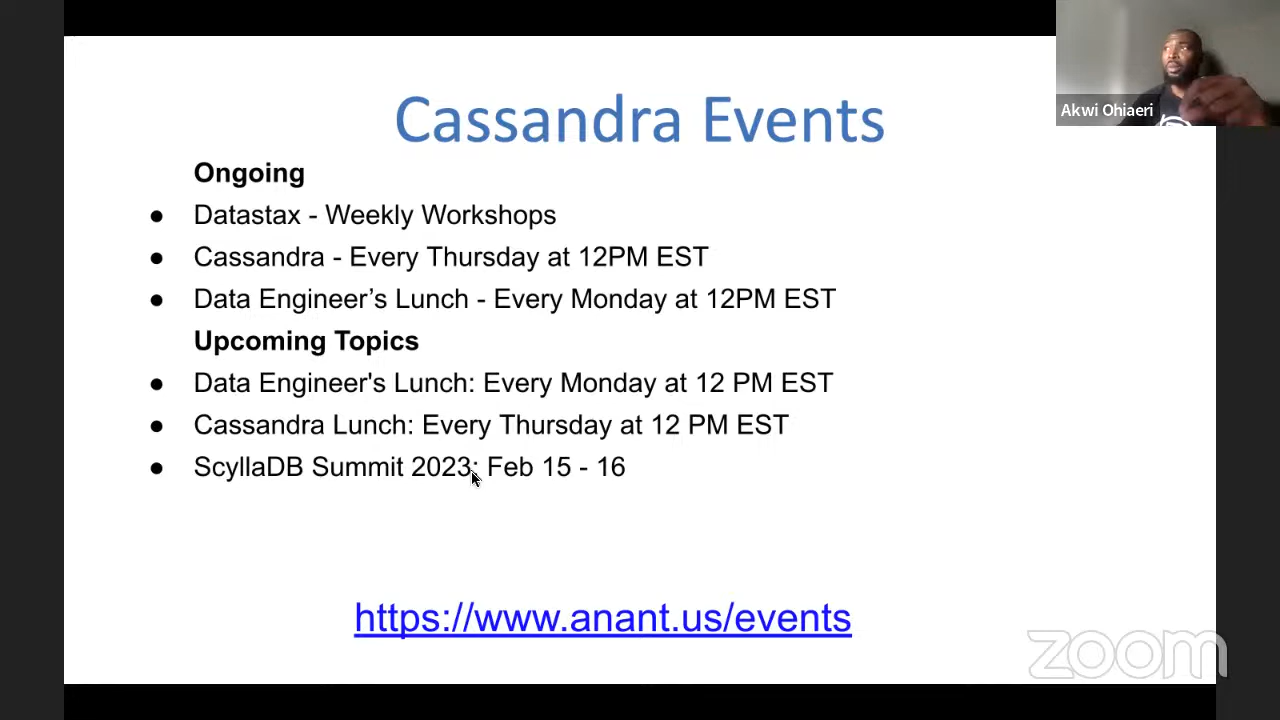 Cassandra Events
Akwi Ohiaeri
Ongoing
● Datastax - Weekly Workshops
● Cassandra - Every Thursday at 12PM EST
● Data Engineer’s Lunch - Every Monday at 12PM EST
Upcoming Topics
● Data Engineer's Lunch: Every Monday at 12 PM EST
● Cassandra Lunch: Every Thursday at 12 PM EST
● ScyllaDB Summit 2023: Feb 15 - 16
https://www.anant.us/events
zoom